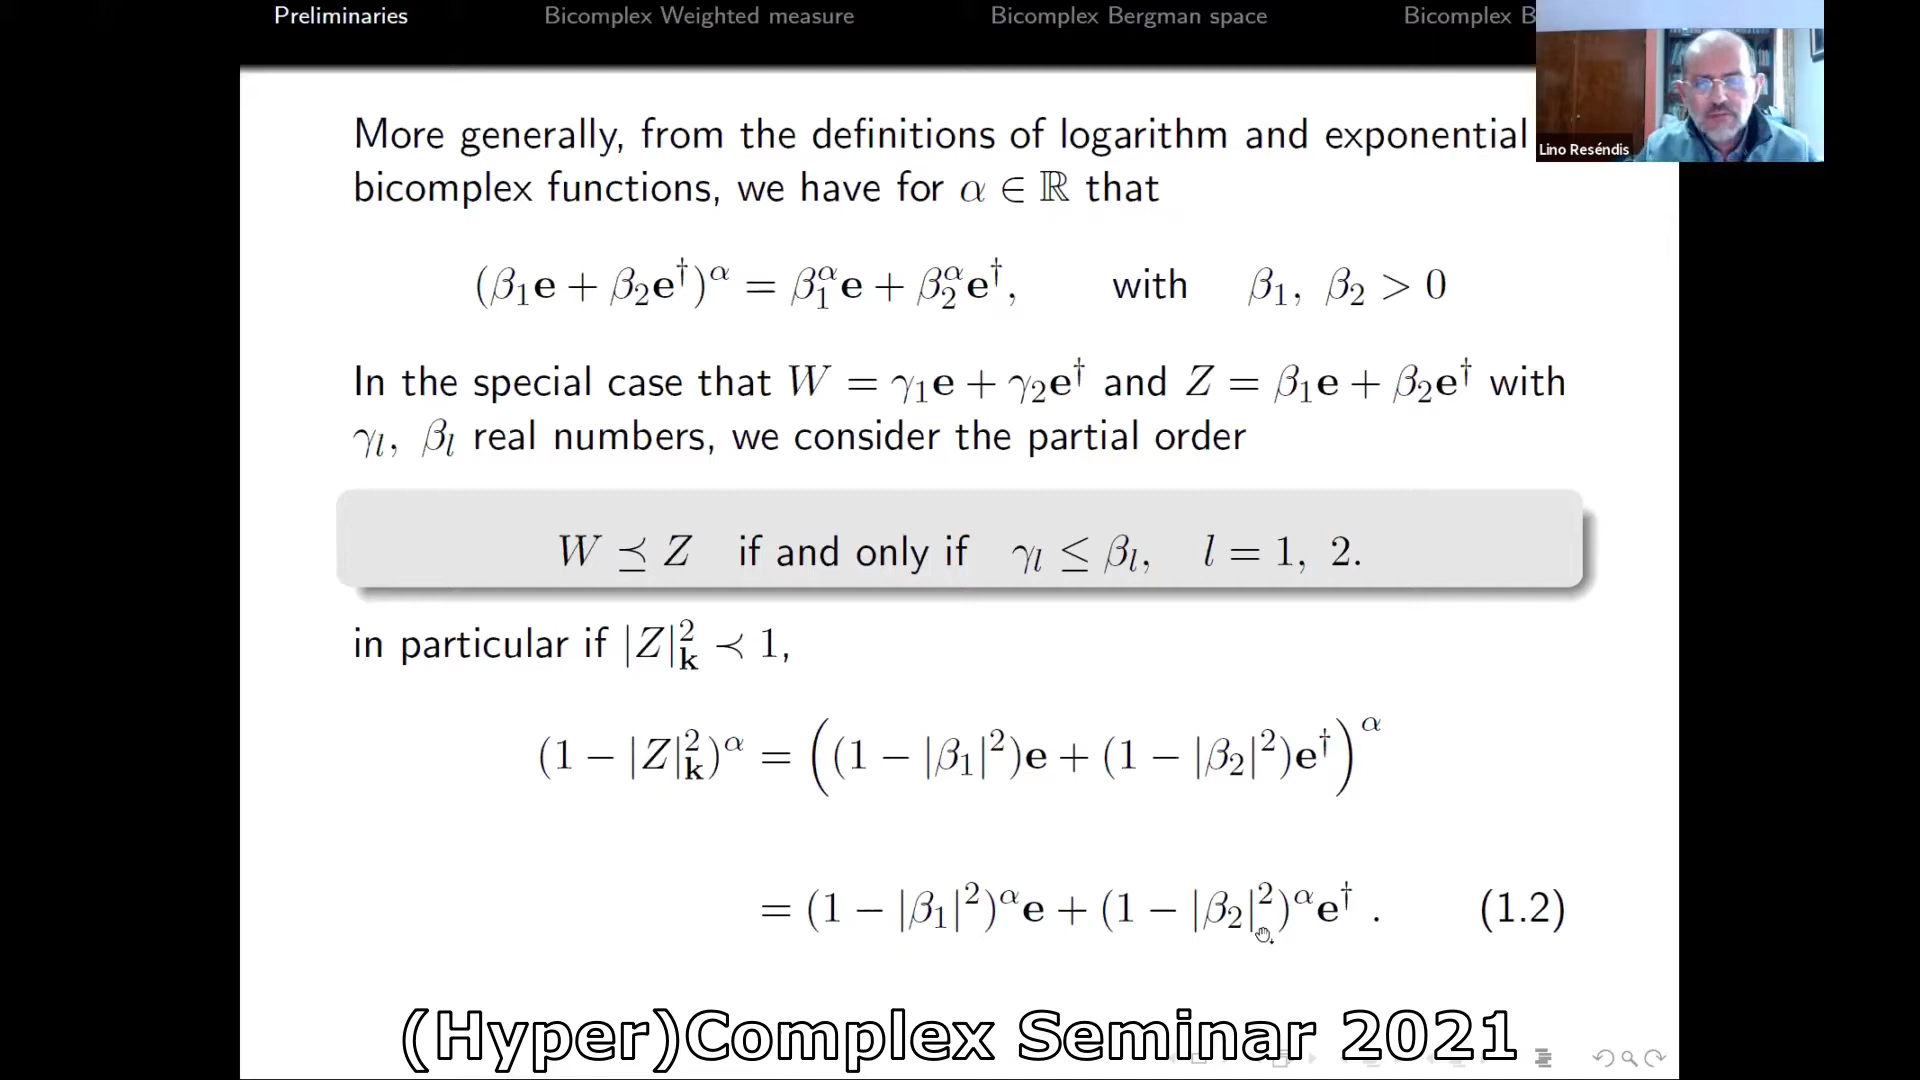 Preliminaries Bicomplex Weighted measure Bicomplex Bergman space Bicomplex B
Lino Reséndis
More generally, from the definitions of logarithm and exponential
bicomplex functions, we have for α ∈ ℝ that
(β₁e + β₂e†)^α = β₁^α e + β₂^α e†, with β₁, β₂ > 0
In the special case that W = γ₁e + γ₂e† and Z = β₁e + β₂e† with
γ_l, β_l real numbers, we consider the partial order
W ⪯ Z if and only if γ_l ≤ β_l, l = 1, 2.
in particular if |Z|²_k ≺ 1,
(1 − |Z|²_k)^α = ((1 − |β₁|²)e + (1 − |β₂|²)e†)^α
= (1 − |β₁|²)^α e + (1 − |β₂|²)^α e† . (1.2)
(Hyper)Complex Seminar 2021